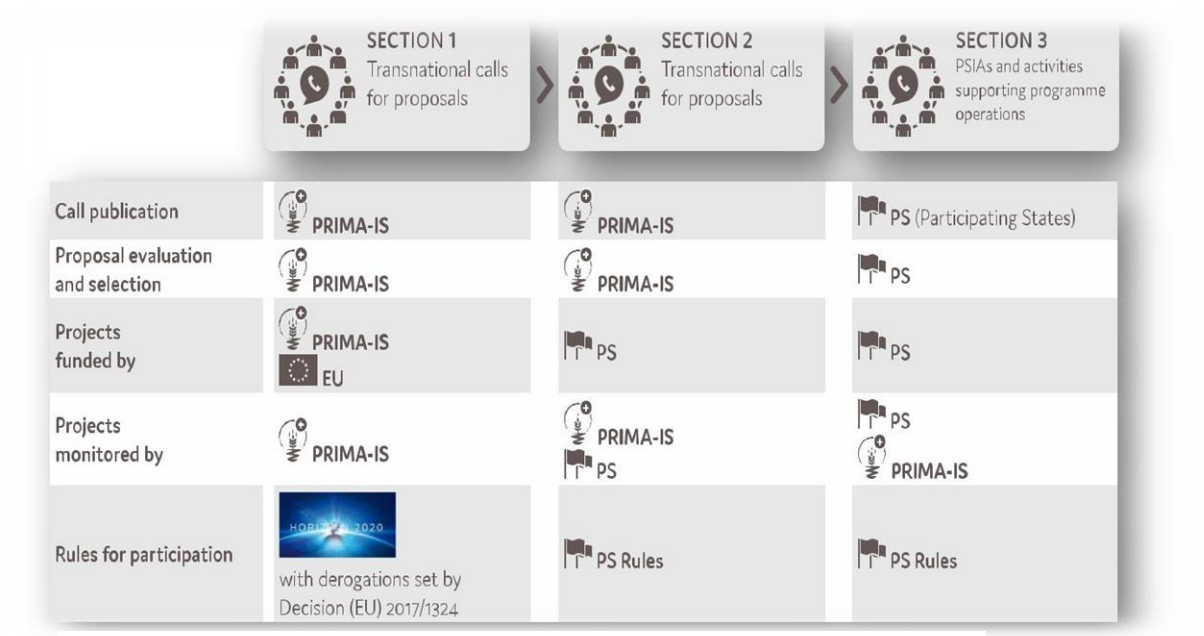 SECTION 1
Transnational calls
for proposals
SECTION 2
Transnational calls
for proposals
SECTION 3
PSIAs and activities
supporting programme
operations
Call publication
PRIMA-IS
PRIMA-IS
PS (Participating States)
Proposal evaluation
and selection
PRIMA-IS
PRIMA-IS
PS
Projects
funded by
PRIMA-IS
EU
PS
PS
Projects
monitored by
PRIMA-IS
PRIMA-IS
PS
PS
PRIMA-IS
Rules for participation
HORIZON 2020
with derogations set by
Decision (EU) 2017/1324
PS Rules
PS Rules